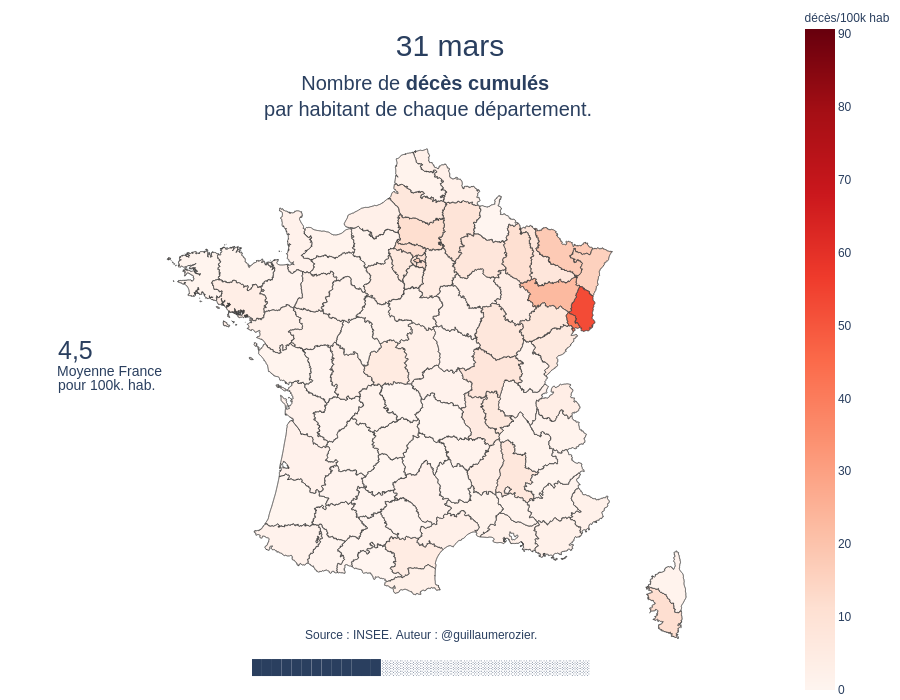 décès/100k hab
31 mars
Nombre de décès cumulés
par habitant de chaque département.
90
80
70
60
50
40
30
20
10
0
4,5
Moyenne France
pour 100k. hab.
Source : INSEE. Auteur : @guillaumerozier.